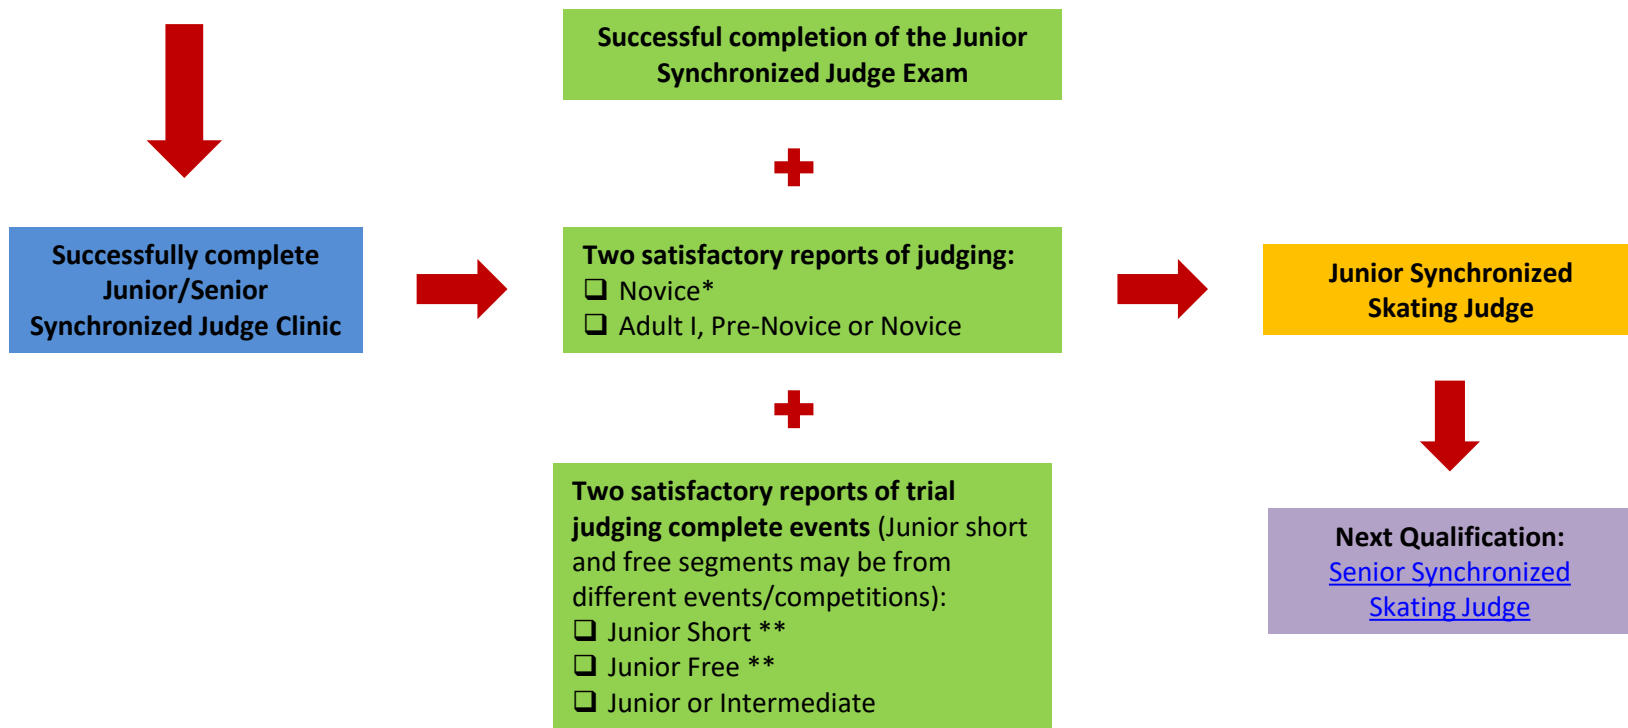 Successful completion of the Junior
Synchronized Judge Exam
Successfully complete
Junior/Senior
Synchronized Judge Clinic
Two satisfactory reports of judging:
❑ Novice*
❑ Adult I, Pre-Novice or Novice
Junior Synchronized
Skating Judge
Two satisfactory reports of trial
judging complete events (Junior short
and free segments may be from
different events/competitions):
❑ Junior Short **
❑ Junior Free **
❑ Junior or Intermediate
Next Qualification:
Senior Synchronized
Skating Judge